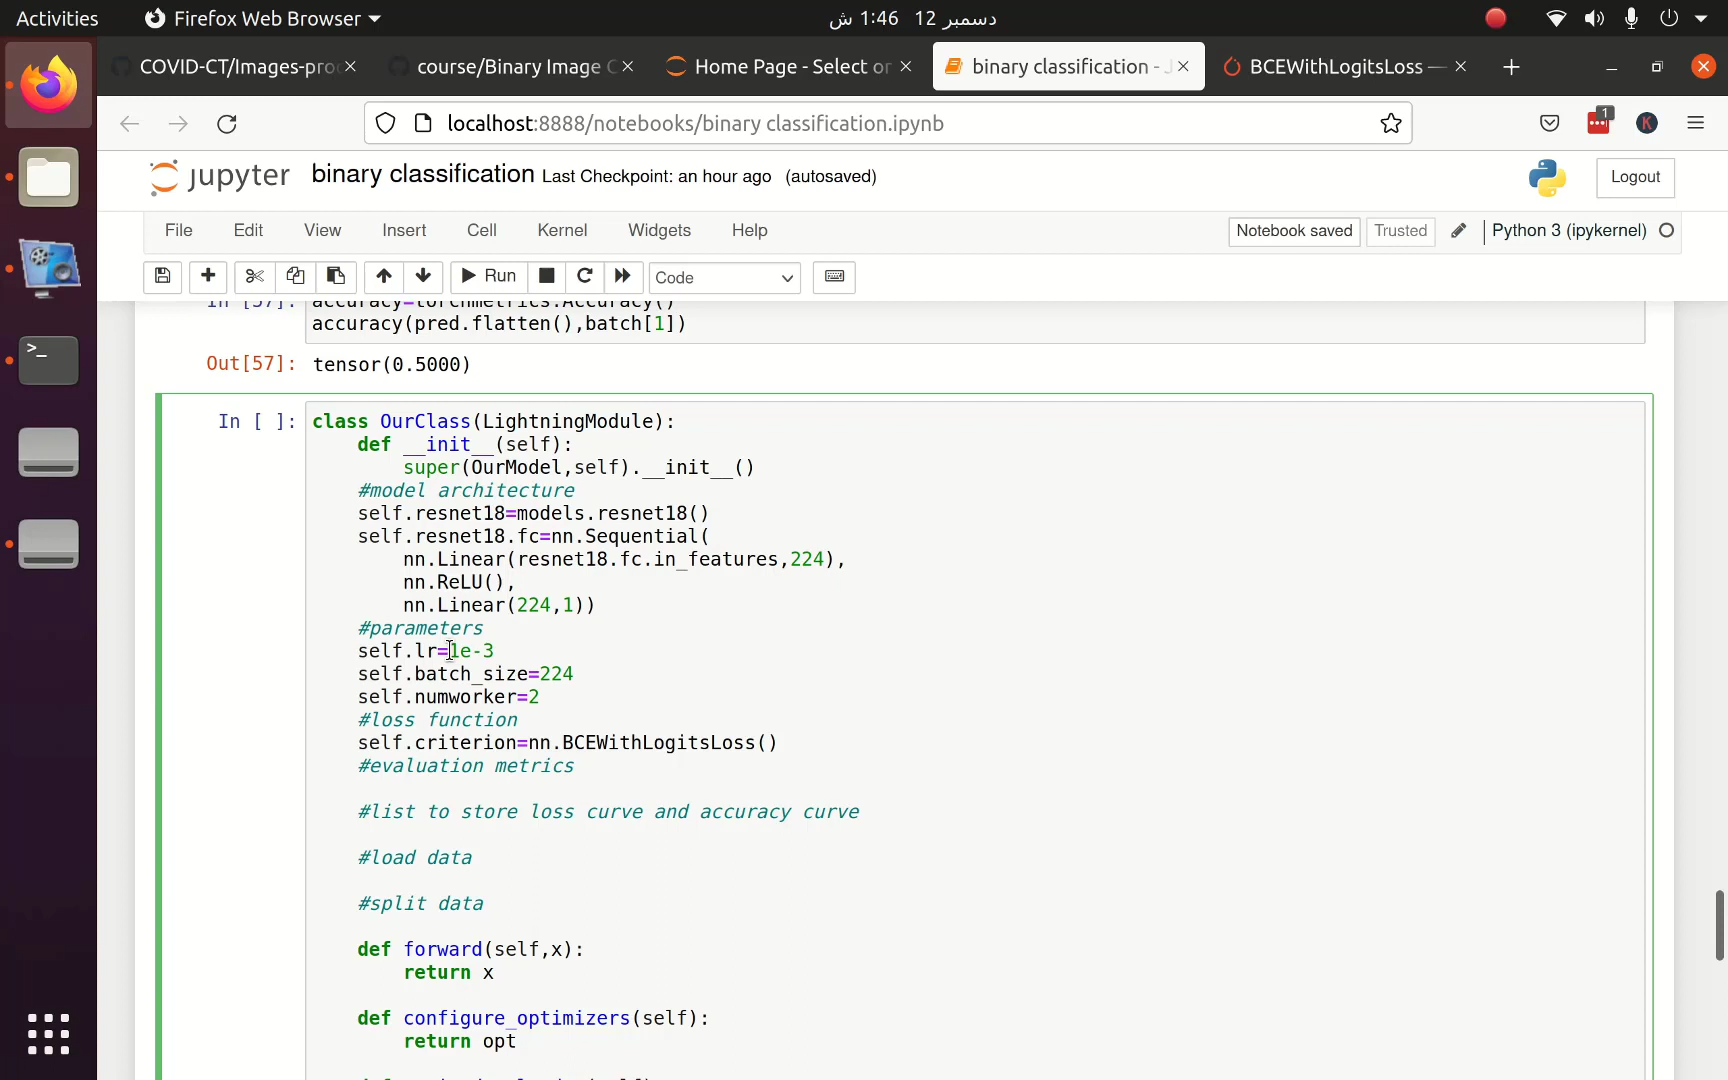 Activities
Firefox Web Browser
دسمبر 12 1:46 ش
COVID-CT/Images-pro
course/Binary Image C
Home Page - Select or
binary classification - J
BCEWithLogitsLoss —
localhost:8888/notebooks/binary classification.ipynb
1
K
jupyter
binary classification Last Checkpoint: an hour ago (autosaved)
Logout
File Edit View Insert Cell Kernel Widgets Help
Notebook saved
Trusted
Python 3 (ipykernel)
Run
Code
In [57]: accuracy=torchmetrics.Accuracy()
accuracy(pred.flatten(),batch[1])
Out[57]: tensor(0.5000)
In [ ]: class OurClass(LightningModule):
def __init__(self):
super(OurModel,self).__init__()
#model architecture
self.resnet18=models.resnet18()
self.resnet18.fc=nn.Sequential(
nn.Linear(resnet18.fc.in_features,224),
nn.ReLU(),
nn.Linear(224,1))
#parameters
self.lr=1e-3
self.batch_size=224
self.numworker=2
#loss function
self.criterion=nn.BCEWithLogitsLoss()
#evaluation metrics
#list to store loss curve and accuracy curve
#load data
#split data
def forward(self,x):
return x
def configure_optimizers(self):
return opt